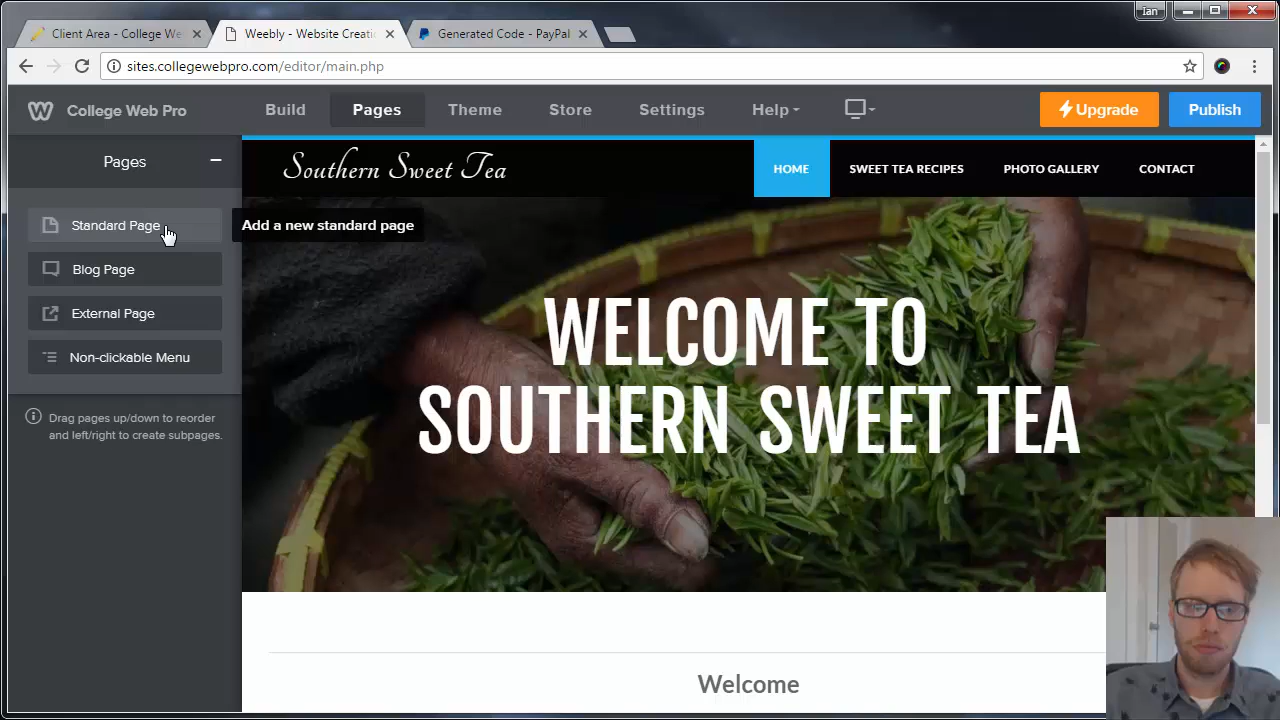 Ian
Client Area - College We
Weebly - Website Creati
Generated Code - PayPal
sites.collegewebpro.com/editor/main.php
College Web Pro
Build
Pages
Theme
Store
Settings
Help
Upgrade
Publish
Pages
Standard Page
Add a new standard page
Blog Page
External Page
Non-clickable Menu
Drag pages up/down to reorder
and left/right to create subpages.
Southern Sweet Tea
HOME
SWEET TEA RECIPES
PHOTO GALLERY
CONTACT
WELCOME TO
SOUTHERN SWEET TEA
Welcome